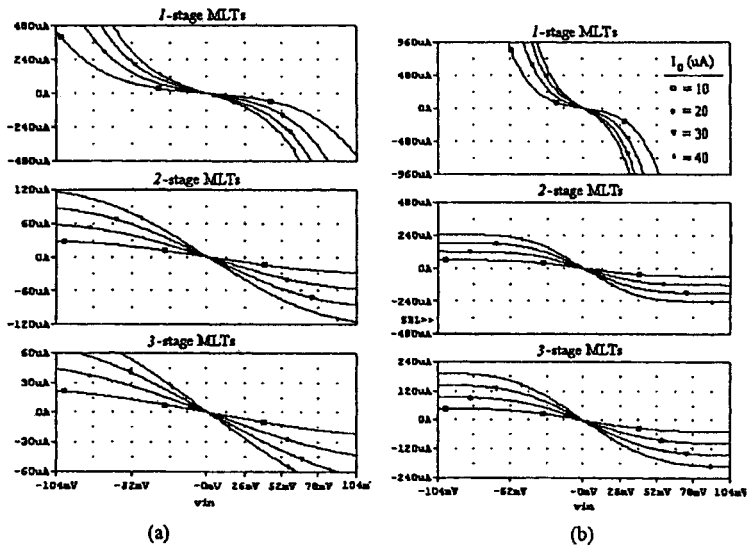 1-stage MLTs
480uA
240uA
0A
-240uA
-480uA
2-stage MLTs
120uA
60uA
0A
-60uA
-120uA
3-stage MLTs
60uA
30uA
0A
-30uA
-60uA
-104mV -52mV -0mV 26mV 52mV 78mV 104m
vin
(a)
(b)
1-stage MLTs
960uA
480uA
0A
-480uA
-960uA
I0 (uA)
= 10
= 20
= 30
= 40
2-stage MLTs
480uA
240uA
0A
-240uA
SEL>>
-480uA
3-stage MLTs
240uA
120uA
0A
-120uA
-240uA
-104mV -52mV -0mV 26mV 52mV 78mV 104mV
vin